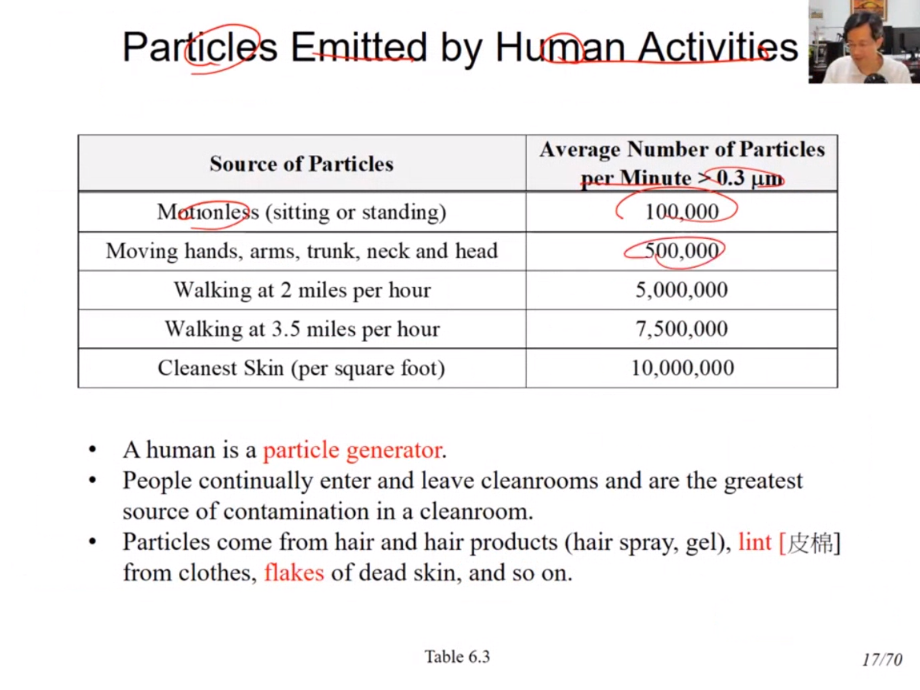 Particles Emitted by Human Activities
Source of Particles
Average Number of Particles
per Minute > 0.3 μm
Motionless (sitting or standing)
100,000
Moving hands, arms, trunk, neck and head
500,000
Walking at 2 miles per hour
5,000,000
Walking at 3.5 miles per hour
7,500,000
Cleanest Skin (per square foot)
10,000,000
• A human is a particle generator.
• People continually enter and leave cleanrooms and are the greatest
source of contamination in a cleanroom.
• Particles come from hair and hair products (hair spray, gel), lint [皮棉]
from clothes, flakes of dead skin, and so on.
Table 6.3
17/70